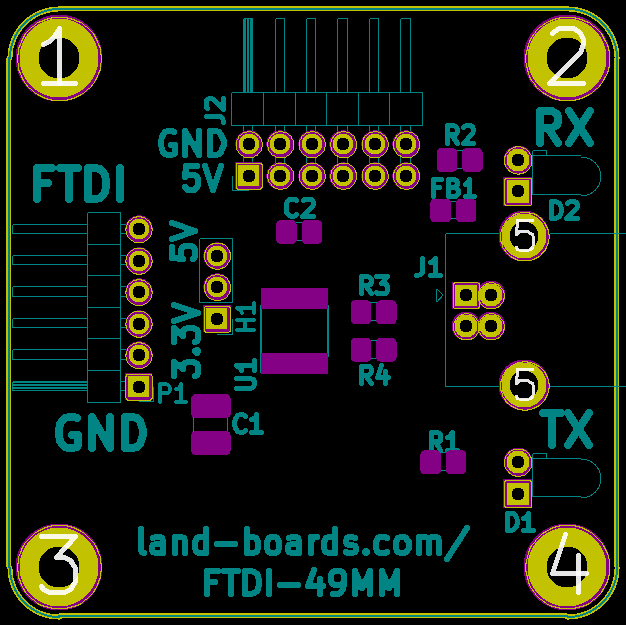 1
2
J2
GND
5V
R2
RX
FTDI
FB1
D2
C2
5V
5
J1
R3
H1
3.3V
U1
R4
5
P1
GND
C1
TX
R1
D1
land-boards.com/
FTDI-49MM
3
4